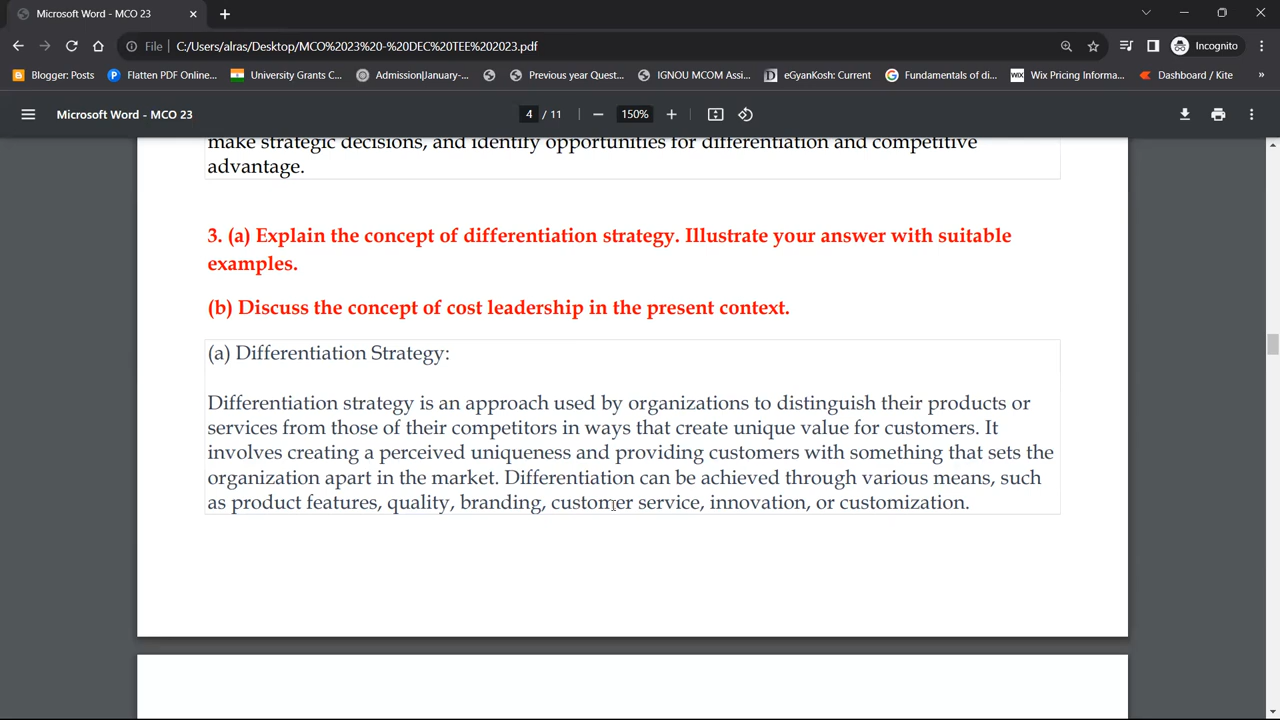 Microsoft Word - MCO 23
Incognito
File C:/Users/alras/Desktop/MCO%2023%20-%20DEC%20TEE%202023.pdf
Blogger: Posts Flatten PDF Online... University Grants C... Admission|January-... Previous year Quest... IGNOU MCOM Assi... eGyanKosh: Current Fundamentals of di... Wix Pricing Informa... Dashboard / Kite »
Microsoft Word - MCO 23 4 / 11 150%
make strategic decisions, and identify opportunities for differentiation and competitive
advantage.
3. (a) Explain the concept of differentiation strategy. Illustrate your answer with suitable
examples.
(b) Discuss the concept of cost leadership in the present context.
(a) Differentiation Strategy:
Differentiation strategy is an approach used by organizations to distinguish their products or
services from those of their competitors in ways that create unique value for customers. It
involves creating a perceived uniqueness and providing customers with something that sets the
organization apart in the market. Differentiation can be achieved through various means, such
as product features, quality, branding, customer service, innovation, or customization.